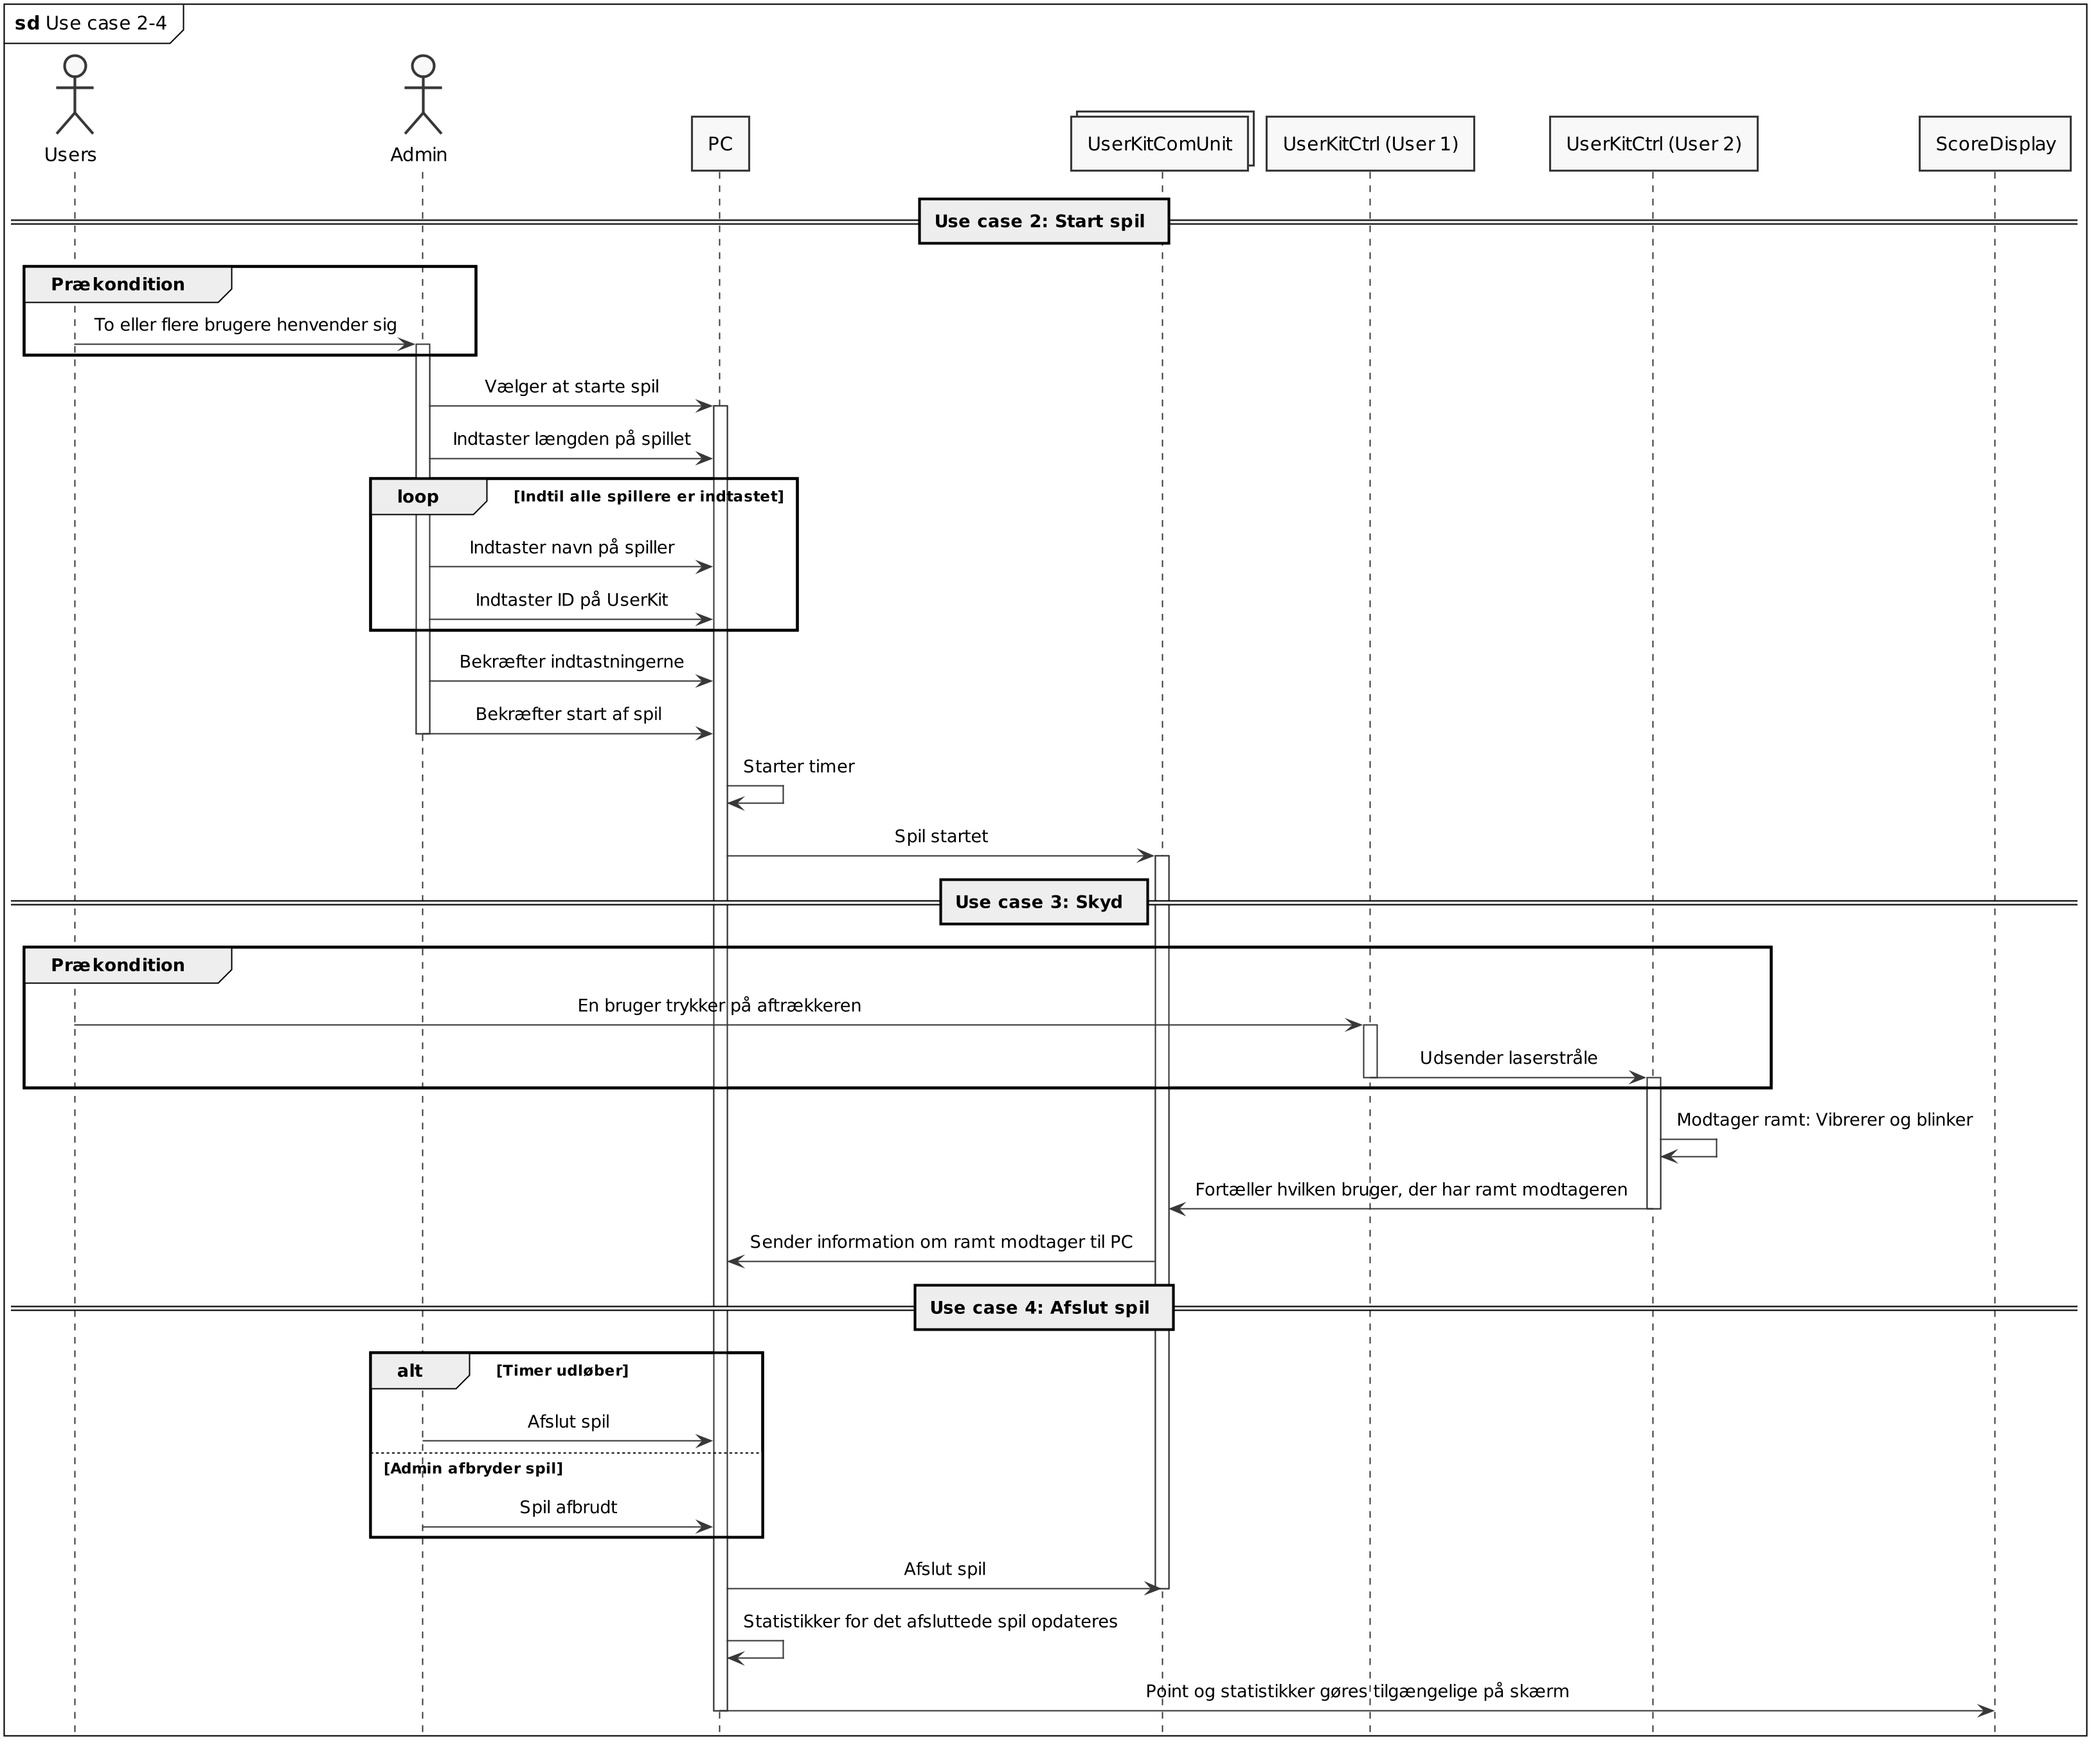 sd Use case 2-4
Users
Admin
PC
UserKitComUnit
UserKitCtrl (User 1)
UserKitCtrl (User 2)
ScoreDisplay
Use case 2: Start spil
Prækondition
To eller flere brugere henvender sig
Vælger at starte spil
Indtaster længden på spillet
loop [Indtil alle spillere er indtastet]
Indtaster navn på spiller
Indtaster ID på UserKit
Bekræfter indtastningerne
Bekræfter start af spil
Starter timer
Spil startet
Use case 3: Skyd
Prækondition
En bruger trykker på aftrækkeren
Udsender laserstråle
Modtager ramt: Vibrerer og blinker
Fortæller hvilken bruger, der har ramt modtageren
Sender information om ramt modtager til PC
Use case 4: Afslut spil
alt [Timer udløber]
Afslut spil
[Admin afbryder spil]
Spil afbrudt
Afslut spil
Statistikker for det afsluttede spil opdateres
Point og statistikker gøres tilgængelige på skærm